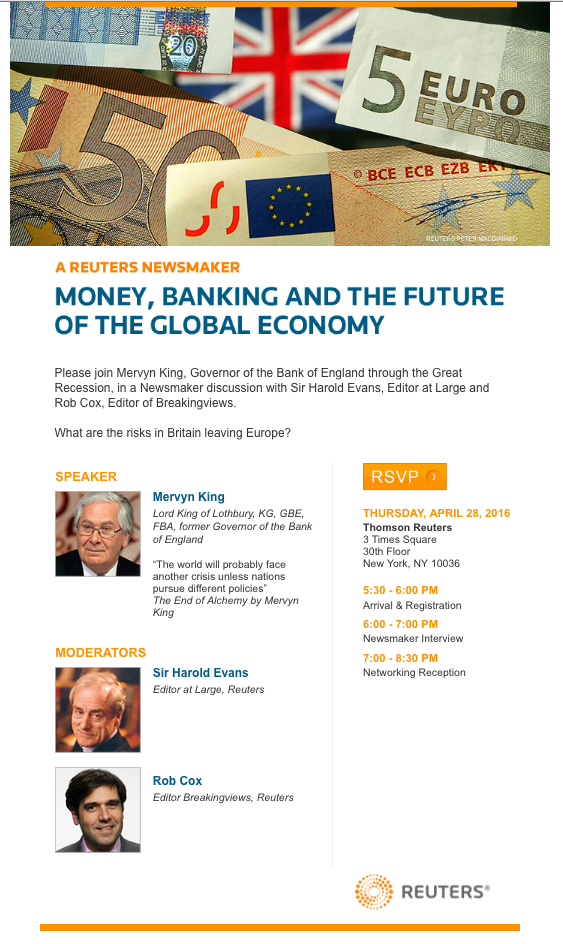 20
5 EURO
ΕΥΡΩ
50
© BCE ECB EZB EKT
REUTERS/
A REUTERS NEWSMAKER
MONEY, BANKING AND THE FUTURE
OF THE GLOBAL ECONOMY
Please join Mervyn King, Governor of the Bank of England through the Great
Recession, in a Newsmaker discussion with Sir Harold Evans, Editor at Large and
Rob Cox, Editor of Breakingviews.
What are the risks in Britain leaving Europe?
SPEAKER
Mervyn King
Lord King of Lothbury, KG, GBE,
FBA, former Governor of the Bank
of England
“The world will probably face
another crisis unless nations
pursue different policies”
The End of Alchemy by Mervyn
King
MODERATORS
Sir Harold Evans
Editor at Large, Reuters
Rob Cox
Editor Breakingviews, Reuters
RSVP
THURSDAY, APRIL 28, 2016
Thomson Reuters
3 Times Square
30th Floor
New York, NY 10036
5:30 - 6:00 PM
Arrival & Registration
6:00 - 7:00 PM
Newsmaker Interview
7:00 - 8:30 PM
Networking Reception
REUTERS®